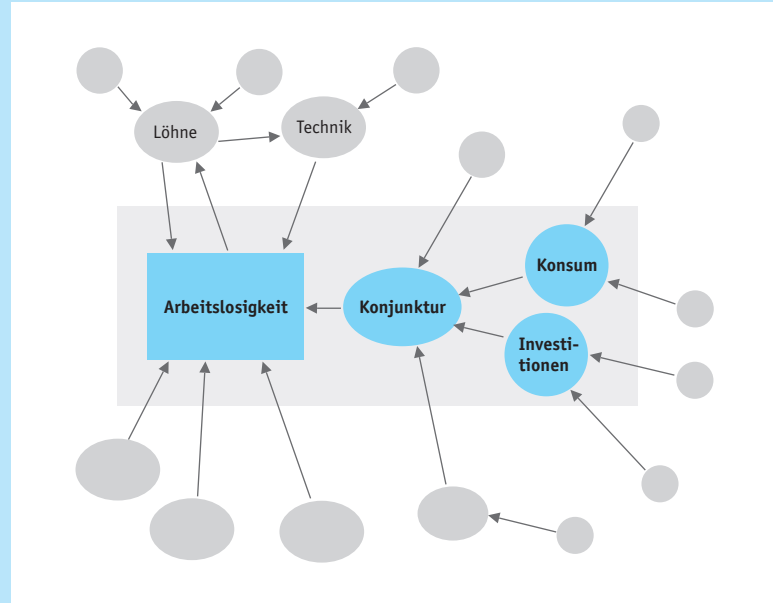 Löhne
Technik
Konsum
Arbeitslosigkeit
Konjunktur
Investi-
tionen